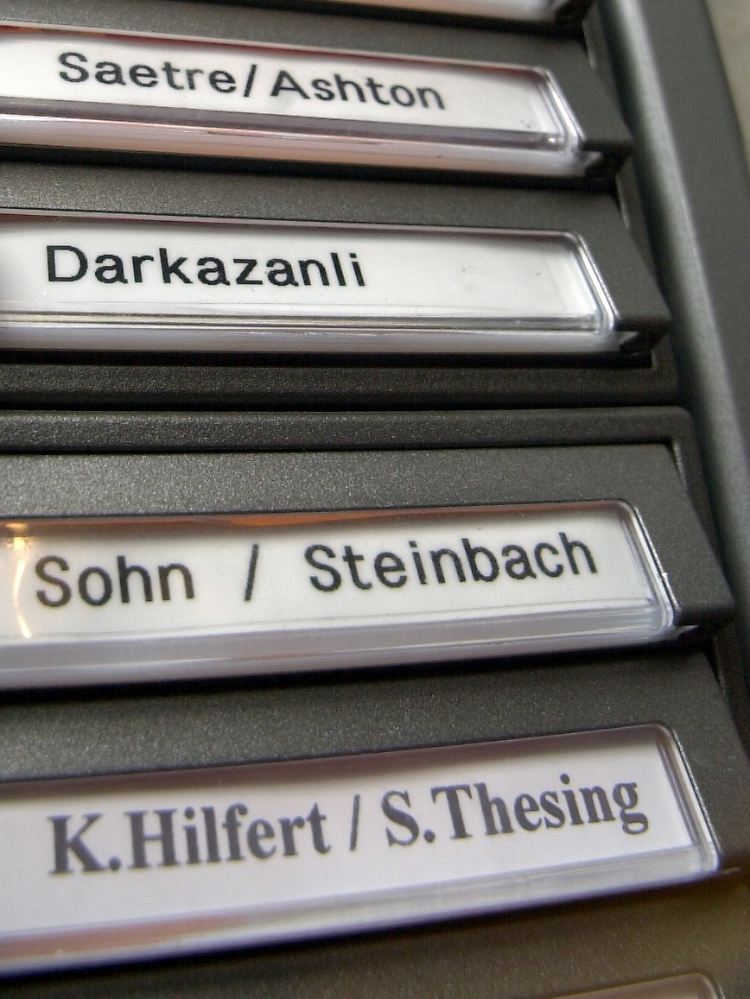 Saetre/Ashton
Darkazanli
Sohn / Steinbach
K.Hilfert / S.Thesing